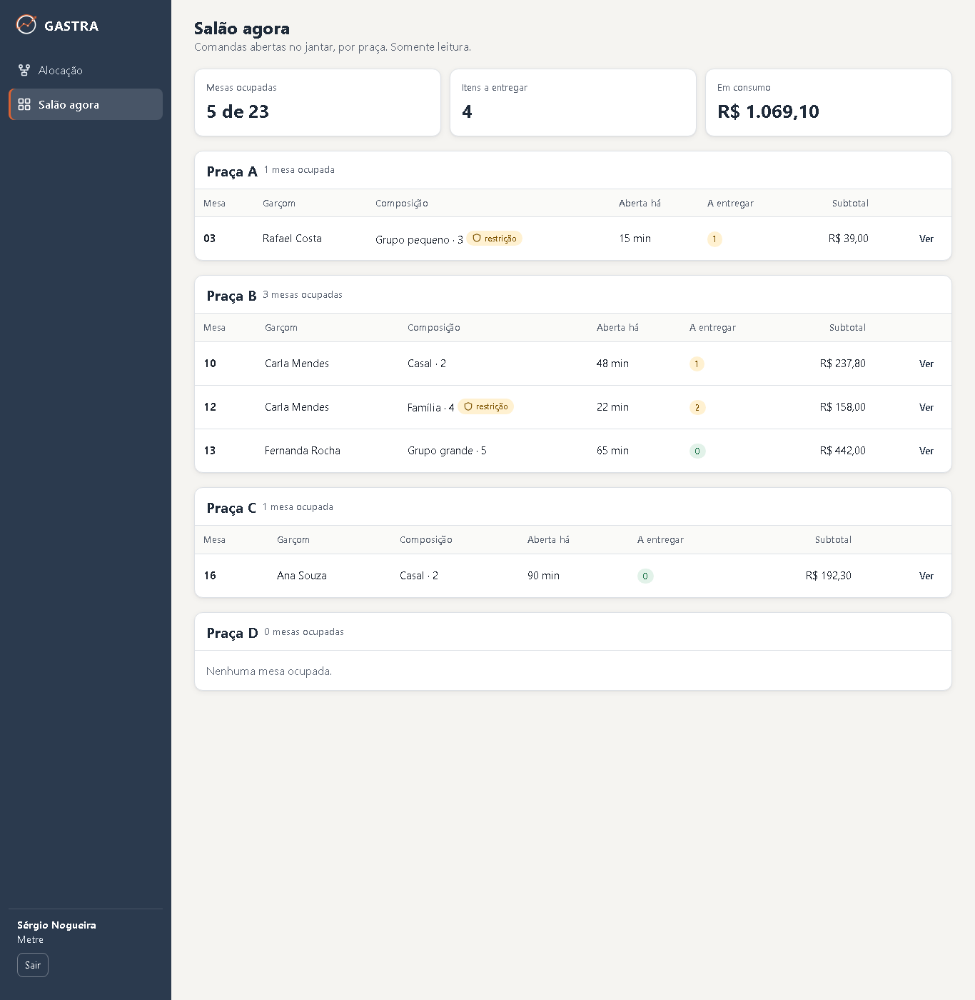 GASTRA
Alocação
Salão agora
Sérgio Nogueira
Metre
Sair
Salão agora
Comandas abertas no jantar, por praça. Somente leitura.
Mesas ocupadas
5 de 23
Itens a entregar
4
Em consumo
R$ 1.069,10
Praça A 1 mesa ocupada
Mesa Garçom Composição Aberta há A entregar Subtotal
03 Rafael Costa Grupo pequeno · 3 restrição 15 min 1 R$ 39,00 Ver
Praça B 3 mesas ocupadas
Mesa Garçom Composição Aberta há A entregar Subtotal
10 Carla Mendes Casal · 2 48 min 1 R$ 237,80 Ver
12 Carla Mendes Família · 4 restrição 22 min 2 R$ 158,00 Ver
13 Fernanda Rocha Grupo grande · 5 65 min 0 R$ 442,00 Ver
Praça C 1 mesa ocupada
Mesa Garçom Composição Aberta há A entregar Subtotal
16 Ana Souza Casal · 2 90 min 0 R$ 192,30 Ver
Praça D 0 mesas ocupadas
Nenhuma mesa ocupada.